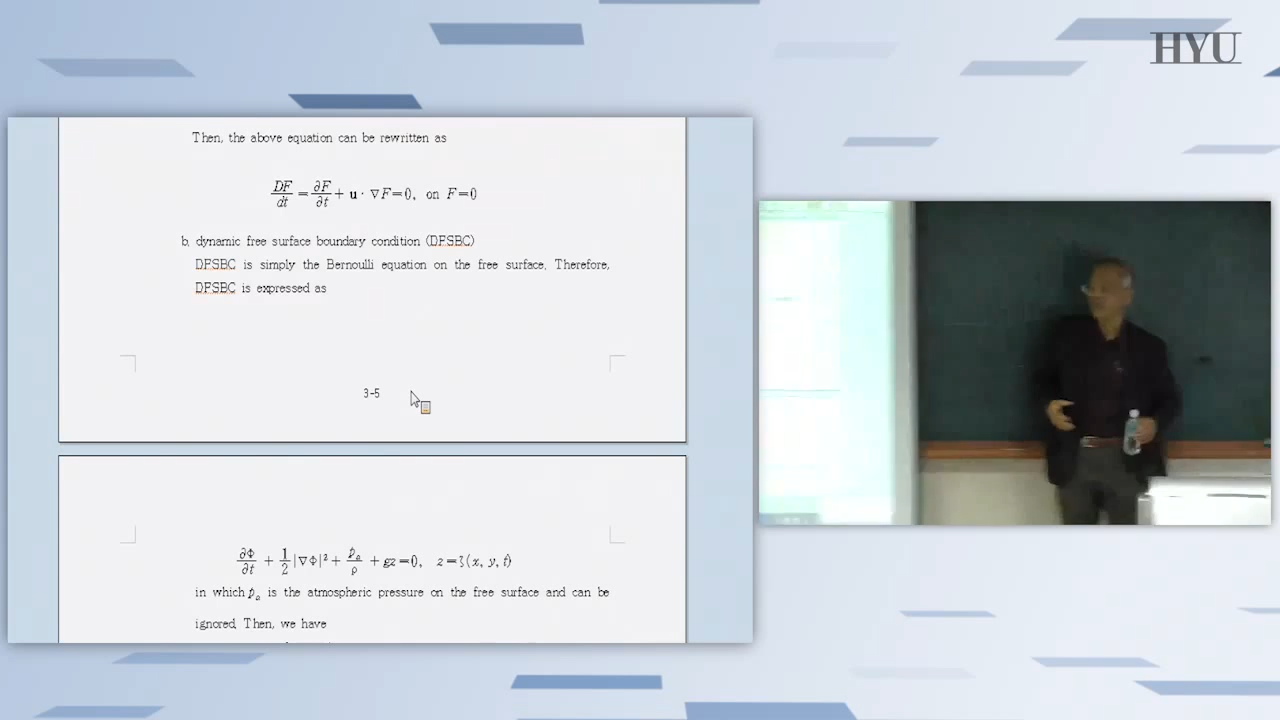 HYU
Then, the above equation can be rewritten as
DF/dt = ∂F/∂t + u · ∇F=0, on F=0
b. dynamic free surface boundary condition (DFSBC)
DFSBC is simply the Bernoulli equation on the free surface. Therefore,
DFSBC is expressed as
3-5
∂Φ/∂t + 1/2 |∇Φ|² + pₐ/ρ + gz=0, z=ζ(x, y, t)
in which pₐ is the atmospheric pressure on the free surface and can be
ignored. Then, we have